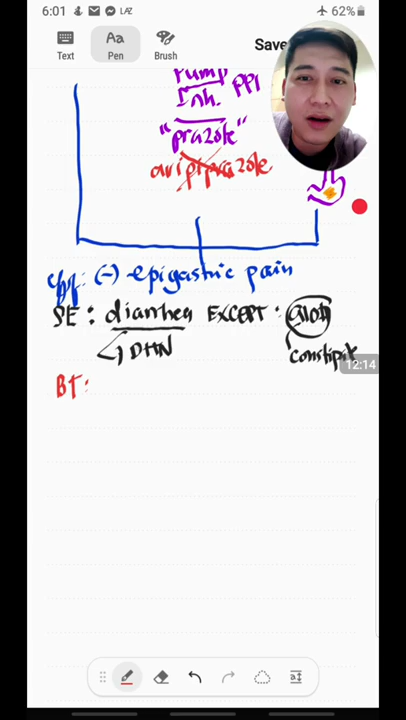 6:01 LAZ 62%
Text Pen Brush Save
Pump
Inh. PPI
"prazole"
aripiprazole
(-) epigastric pain
SE: diarrhea EXCEPT:
DHN
constipat
12:14
BT: